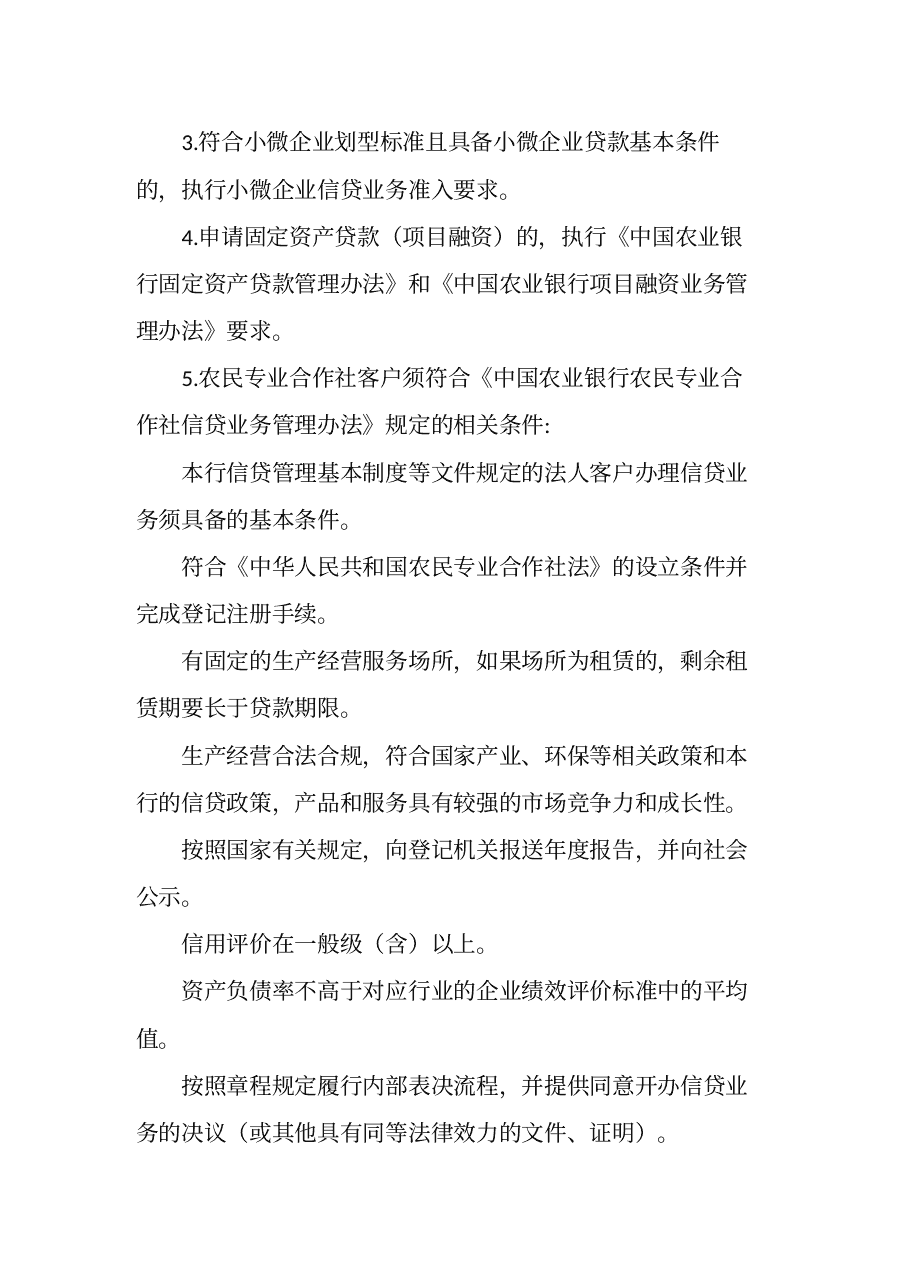 3.符合小微企业划型标准且具备小微企业贷款基本条件
的，执行小微企业信贷业务准入要求。
4.申请固定资产贷款（项目融资）的，执行《中国农业银
行固定资产贷款管理办法》和《中国农业银行项目融资业务管
理办法》要求。
5.农民专业合作社客户须符合《中国农业银行农民专业合
作社信贷业务管理办法》规定的相关条件:
本行信贷管理基本制度等文件规定的法人客户办理信贷业
务须具备的基本条件。
符合《中华人民共和国农民专业合作社法》的设立条件并
完成登记注册手续。
有固定的生产经营服务场所，如果场所为租赁的，剩余租
赁期要长于贷款期限。
生产经营合法合规，符合国家产业、环保等相关政策和本
行的信贷政策，产品和服务具有较强的市场竞争力和成长性。
按照国家有关规定，向登记机关报送年度报告，并向社会
公示。
信用评价在一般级（含）以上。
资产负债率不高于对应行业的企业绩效评价标准中的平均
值。
按照章程规定履行内部表决流程，并提供同意开办信贷业
务的决议（或其他具有同等法律效力的文件、证明）。